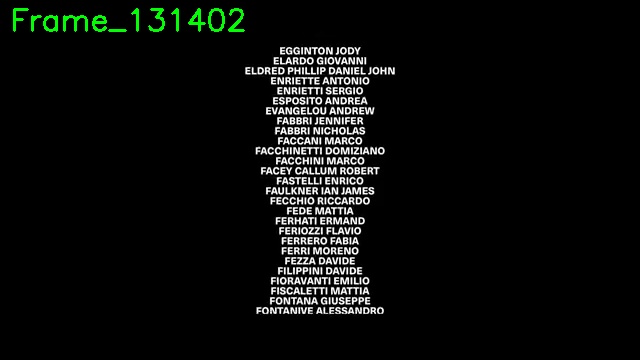 Frame_131402
EGGINTON JODY
ELARDO GIOVANNI
ELDRED PHILLIP DANIEL JOHN
ENRIETTE ANTONIO
ENRIETTI SERGIO
ESPOSITO ANDREA
EVANGELOU ANDREW
FABBRI JENNIFER
FABBRI NICHOLAS
FACCANI MARCO
FACCHINETTI DOMIZIANO
FACCHINI MARCO
FACEY CALLUM ROBERT
FASTELLI ENRICO
FAULKNER IAN JAMES
FECCHIO RICCARDO
FEDE MATTIA
FERHATI ERMAND
FERIOZZI FLAVIO
FERRERO FABIA
FERRI MORENO
FEZZA DAVIDE
FILIPPINI DAVIDE
FIORAVANTI EMILIO
FISCALETTI MATTIA
FONTANA GIUSEPPE
FONTANIVE ALESSANDRO